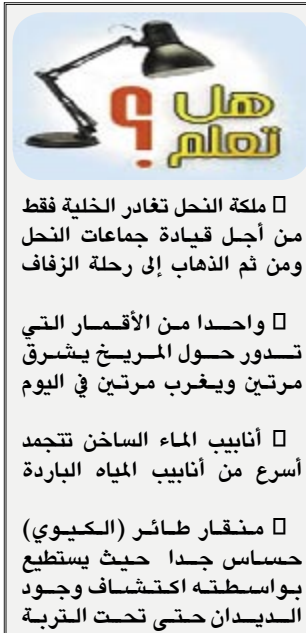 هل
تعلم
؟
ملكة النحل تغادر الخلية فقط
من أجل قيادة جماعات النحل
ومن ثم الذهاب إلى رحلة الزفاف
واحدا من الأقمار التي
تدور حول المريخ يشرق
مرتين ويغرب مرتين في اليوم
أنابيب الماء الساخن تتجمد
أسرع من أنابيب المياه الباردة
منقار طائر (الكيوي)
حساس جدا حيث يستطيع
بواسطته اكتشاف وجود
الديدان حتى تحت التربة